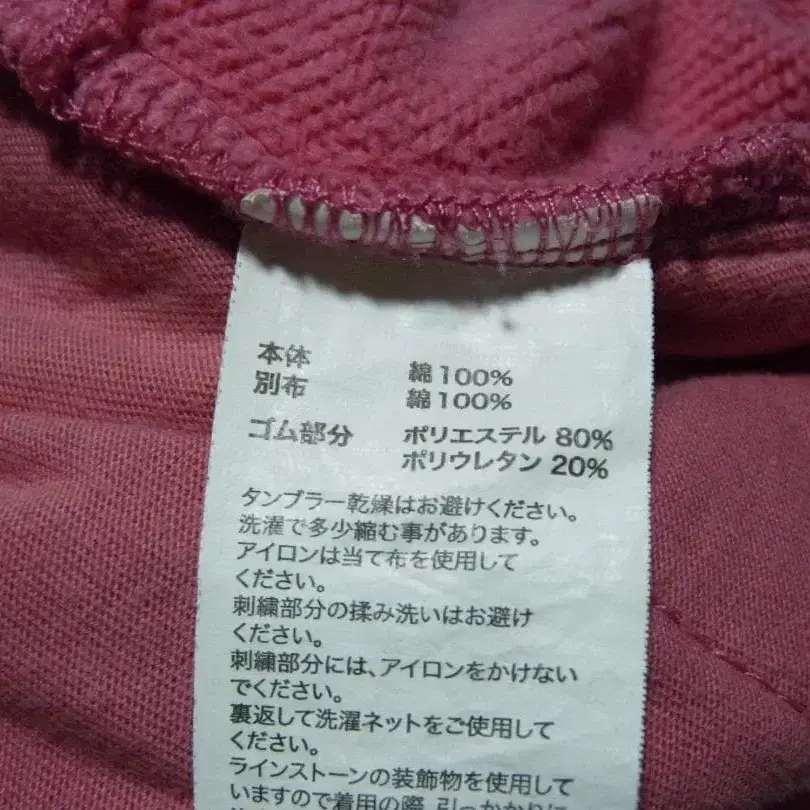 本体 綿100%
別布 綿100%
ゴム部分 ポリエステル 80%
ポリウレタン 20%
タンブラー乾燥はお避けください。
洗濯で多少縮む事があります。
アイロンは当て布を使用して
ください。
刺繍部分の揉み洗いはお避け
ください。
刺繍部分には、アイロンをかけない
でください。
裏返して洗濯ネットをご使用して
ください。
ラインストーンの装飾物を使用して
いますので着用の際、引っかかりに